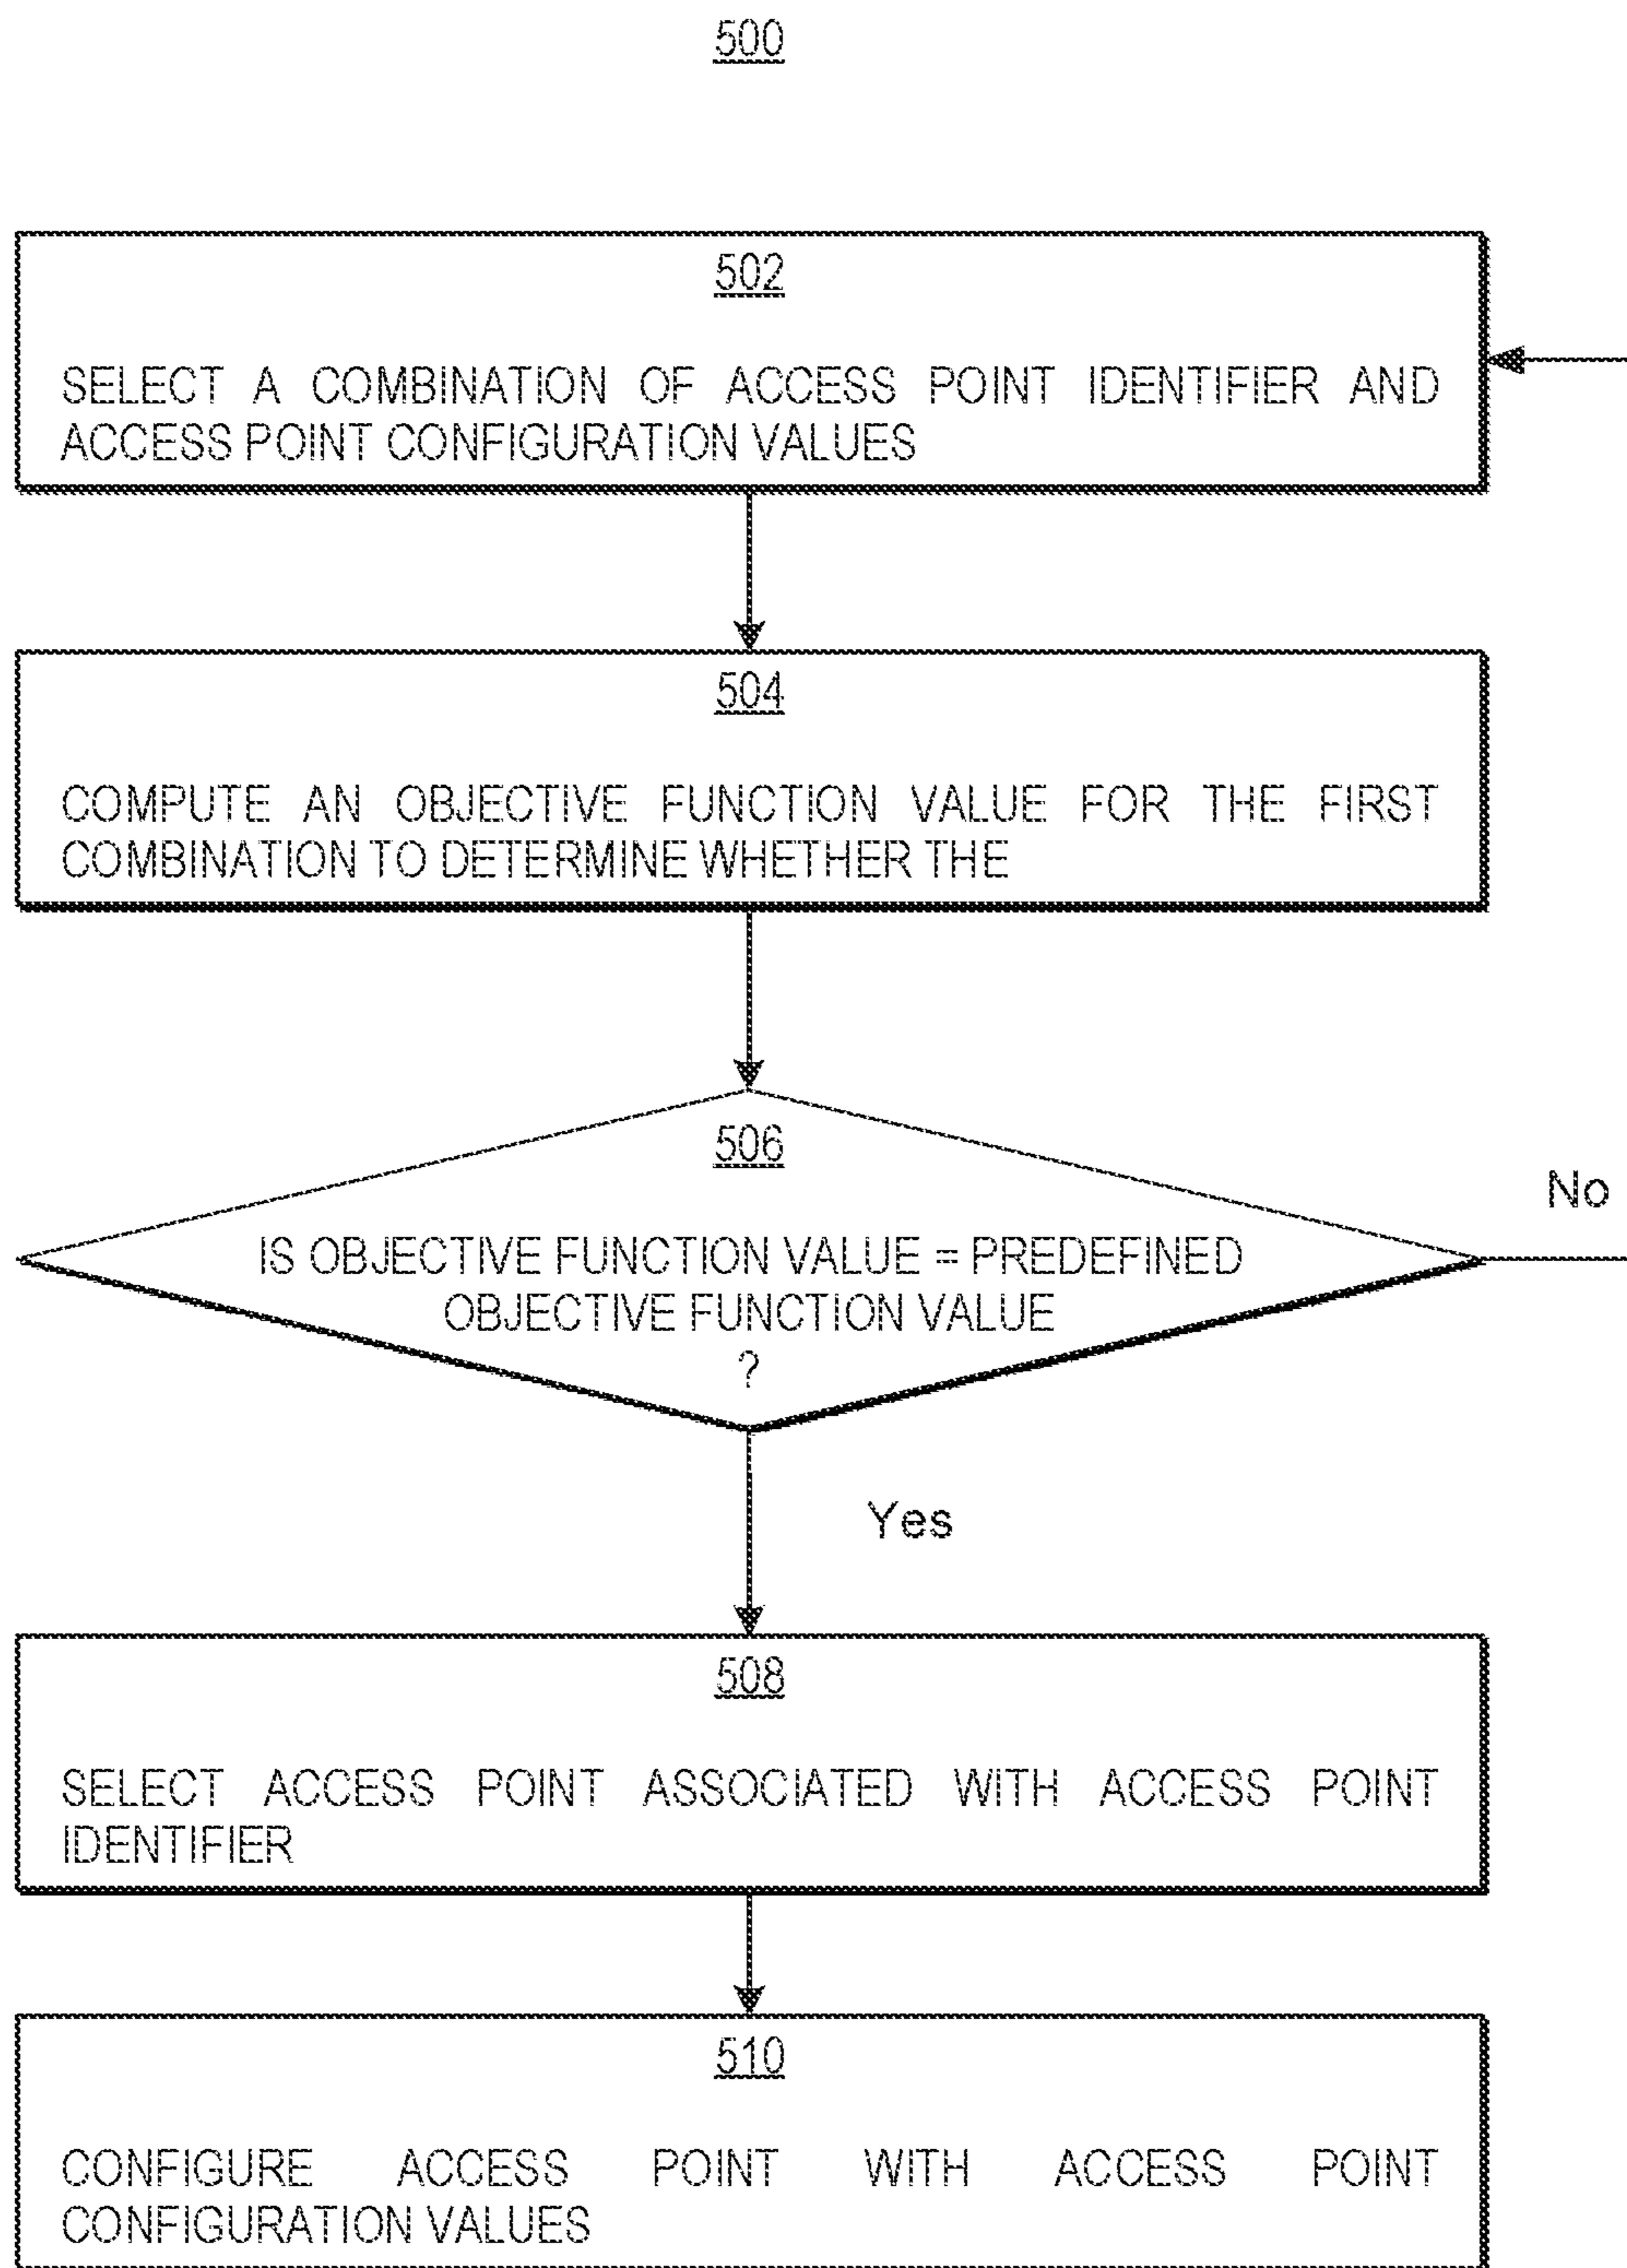 500
502
SELECT A COMBINATION OF ACCESS POINT IDENTIFIER AND
ACCESS POINT CONFIGURATION VALUES
504
COMPUTE AN OBJECTIVE FUNCTION VALUE FOR THE FIRST
COMBINATION TO DETERMINE WHETHER THE
506
No
IS OBJECTIVE FUNCTION VALUE = PREDEFINED
OBJECTIVE FUNCTION VALUE
?
Yes
508
SELECT ACCESS POINT ASSOCIATED WITH ACCESS POINT
IDENTIFIER
510
CONFIGURE ACCESS POINT WITH ACCESS POINT
CONFIGURATION VALUES